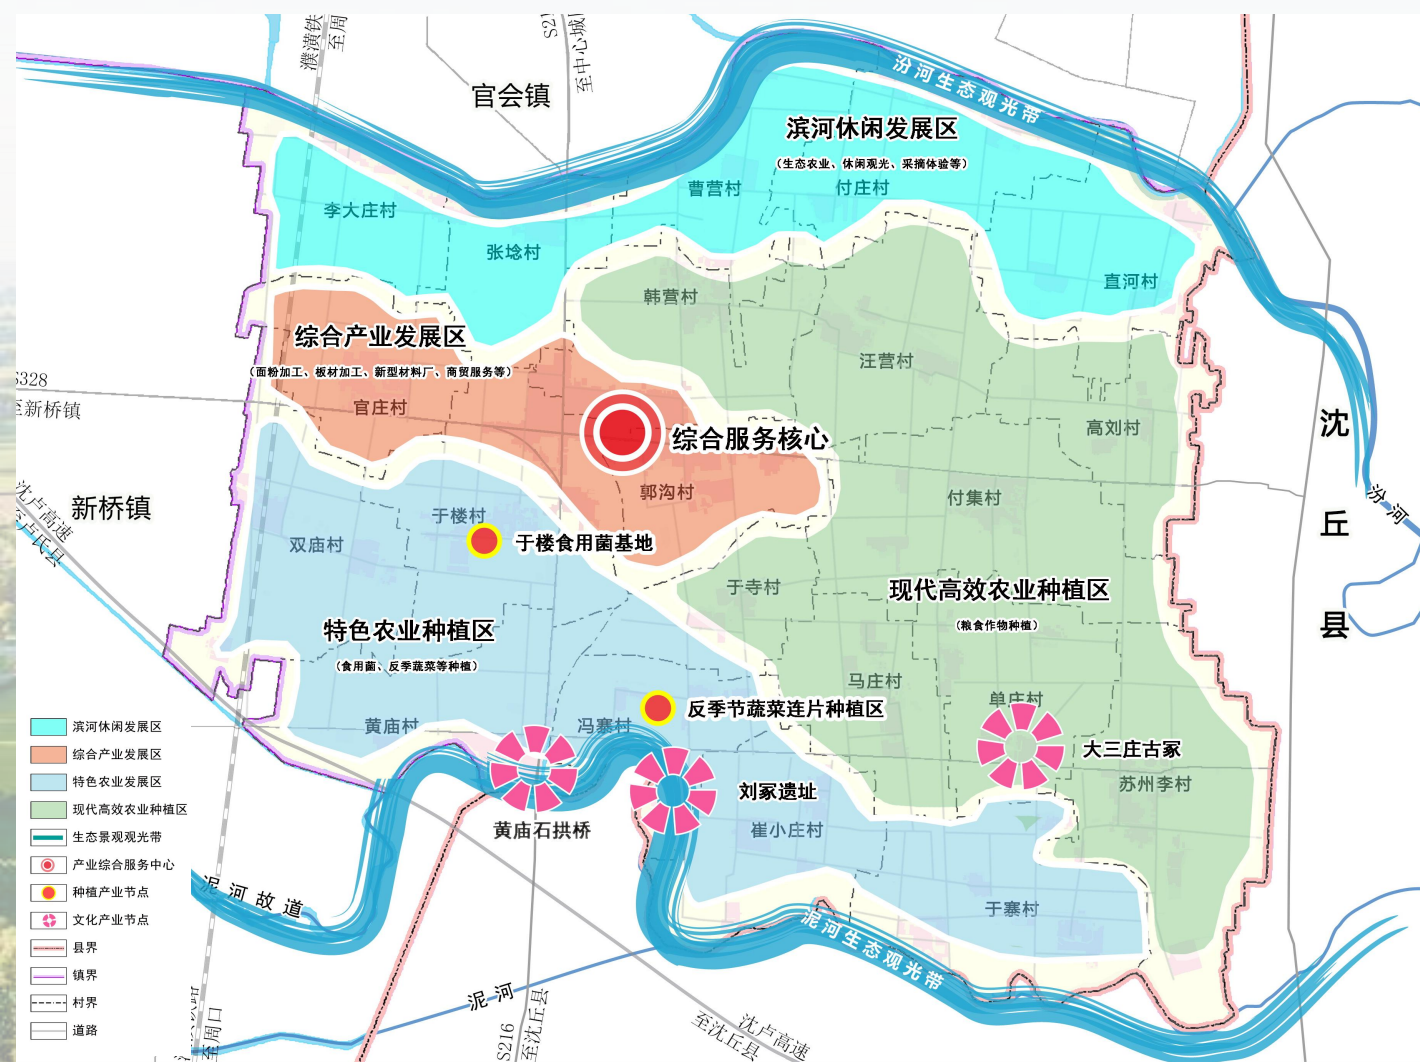 濮潢铁
至周
S21
至中心城
官会镇
汾河生态观光带
滨河休闲发展区
（生态农业、休闲观光、采摘体验等）
曹营村
付庄村
李大庄村
张埝村
直河村
韩营村
综合产业发展区
（面粉加工、板材加工、新型材料厂、商贸服务等）
汪营村
S328
至新桥镇
官庄村
综合服务核心
高刘村
沈丘县
郭沟村
付集村
汾河
新桥镇
沈卢高速
至卢氏县
于楼村
双庙村
于楼食用菌基地
于寺村
现代高效农业种植区
（粮食作物种植）
特色农业种植区
（食用菌、反季蔬菜等种植）
马庄村
单庄村
反季节蔬菜连片种植区
黄庙村
冯寨村
大三庄古冢
苏州李村
刘冢遗址
黄庙石拱桥
崔小庄村
于寨村
泥河故道
泥河生态观光带
泥河
S216
至沈丘县
沈卢高速
至沈丘县
至周口
滨河休闲发展区
综合产业发展区
特色农业发展区
现代高效农业种植区
生态景观观光带
产业综合服务中心
种植产业节点
文化产业节点
县界
镇界
村界
道路